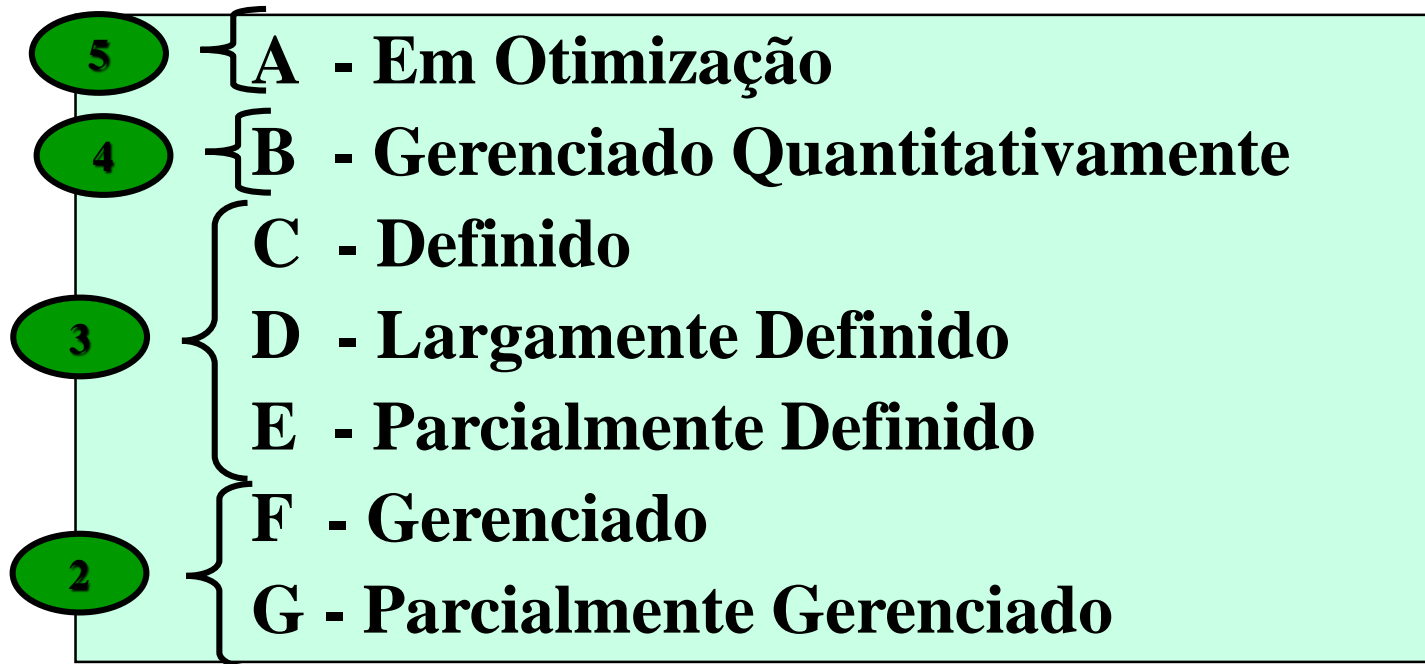 5 A - Em Otimização
4 B - Gerenciado Quantitativamente
C - Definido
3 D - Largamente Definido
E - Parcialmente Definido
F - Gerenciado
2 G - Parcialmente Gerenciado